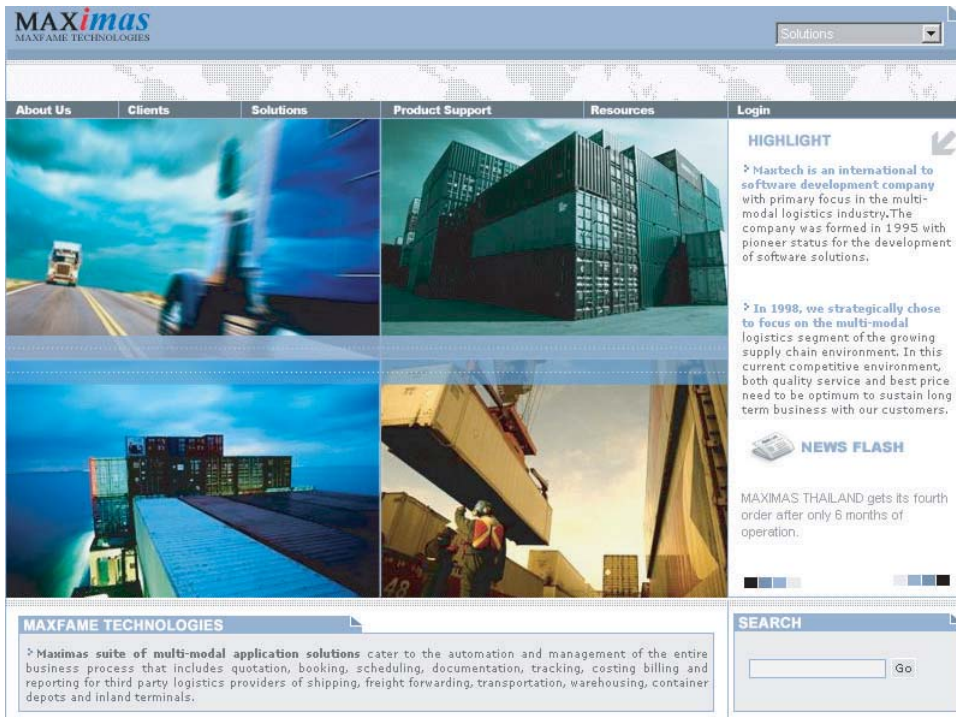 MAXimas
MAXFAME TECHNOLOGIES
Solutions
About Us Clients Solutions Product Support Resources Login
HIGHLIGHT
Maxtech is an international to
software development company
with primary focus in the multi-
modal logistics industry.The
company was formed in 1995 with
pioneer status for the development
of software solutions.
In 1998, we strategically chose
to focus on the multi-modal
logistics segment of the growing
supply chain environment. In this
current competitive environment,
both quality service and best price
need to be optimum to sustain long
term business with our customers.
NEWS FLASH
MAXIMAS THAILAND gets its fourth
order after only 6 months of
operation.
48
MAXFAME TECHNOLOGIES
Maximas suite of multi-modal application solutions cater to the automation and management of the entire
business process that includes quotation, booking, scheduling, documentation, tracking, costing billing and
reporting for third party logistics providers of shipping, freight forwarding, transportation, warehousing, container
depots and inland terminals.
SEARCH
Go